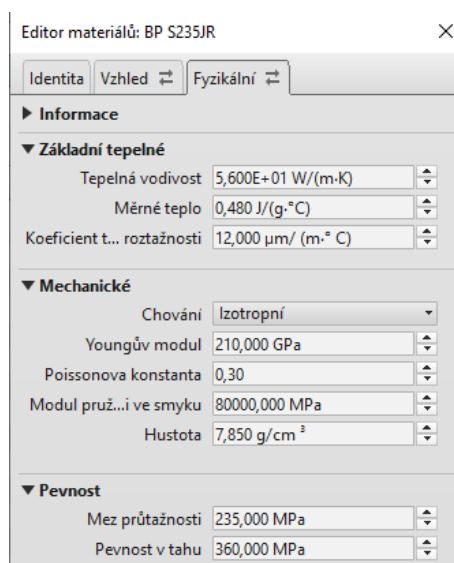 Editor materiálů: BP S235JR
Identita Vzhled Fyzikální
Informace
Základní tepelné
Tepelná vodivost 5,600E+01 W/(m·K)
Měrné teplo 0,480 J/(g·°C)
Koeficient t... roztažnosti 12,000 µm/ (m·° C)
Mechanické
Chování Izotropní
Youngův modul 210,000 GPa
Poissonova konstanta 0,30
Modul pruž...i ve smyku 80000,000 MPa
Hustota 7,850 g/cm ³
Pevnost
Mez průtažnosti 235,000 MPa
Pevnost v tahu 360,000 MPa